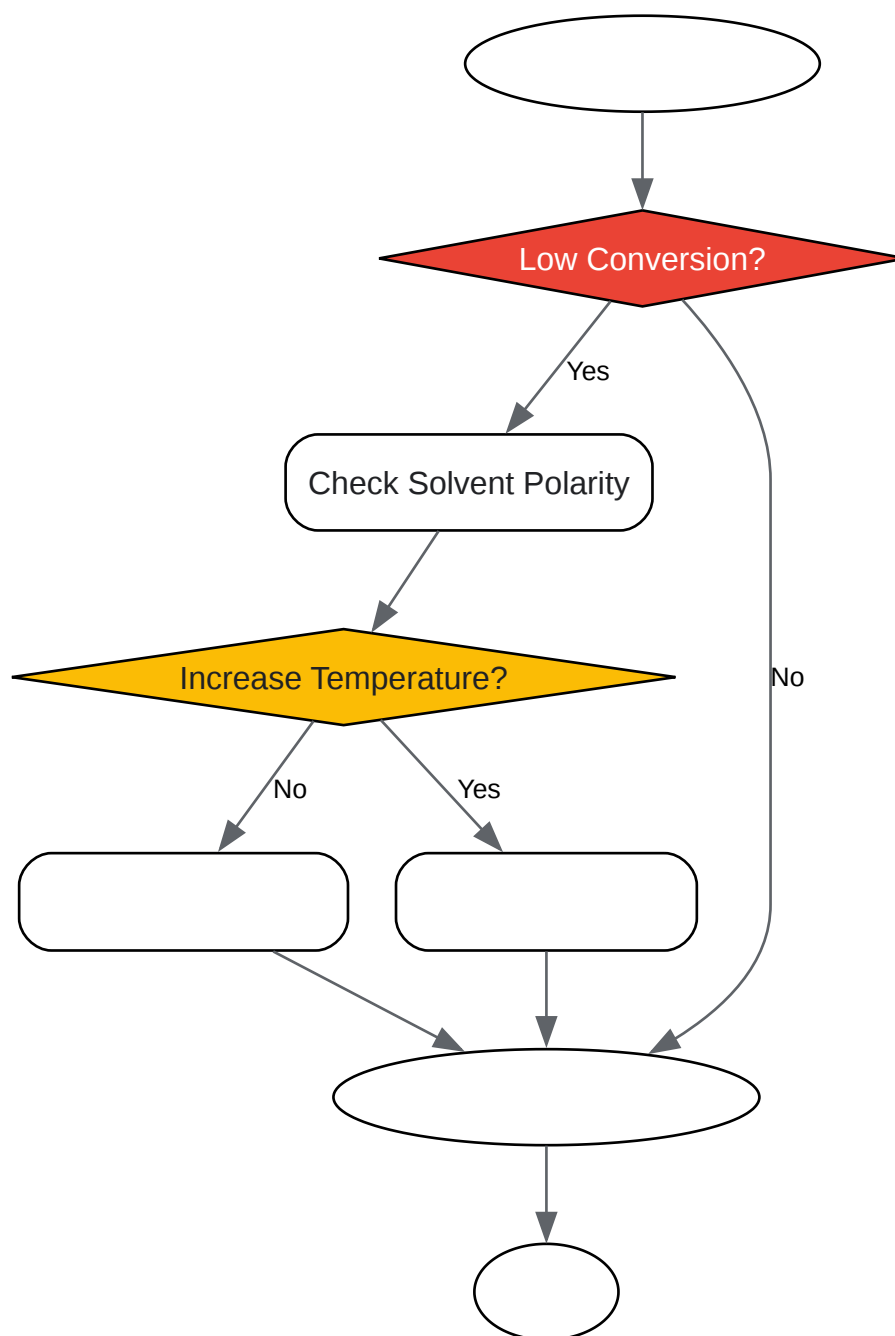 Low Conversion?
Yes
Check Solvent Polarity
No
Increase Temperature?
No
Yes